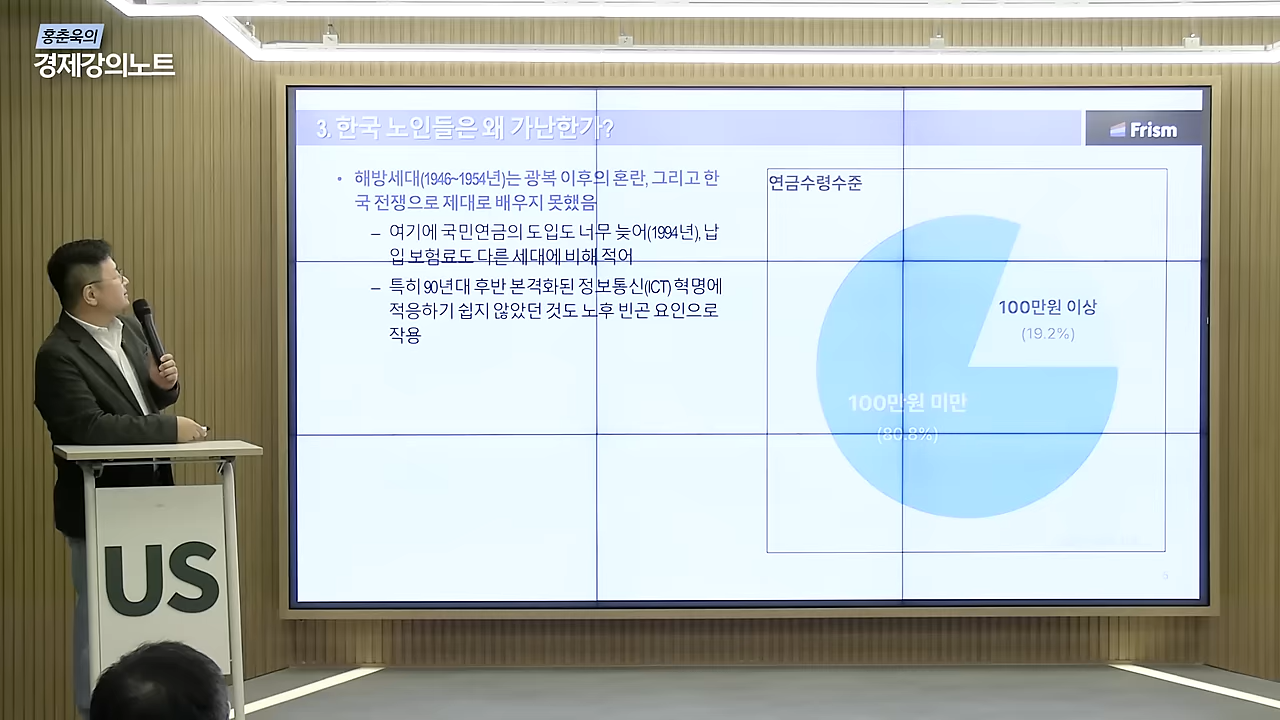 홍춘욱의
경제강의노트
3. 한국 노인들은 왜 가난한가?
Frism
• 해방세대(1946~1954년)는 광복 이후의 혼란, 그리고 한
국 전쟁으로 제대로 배우지 못했음
– 여기에 국민연금의 도입도 너무 늦어(1994년), 납
입 보험료도 다른 세대에 비해 적어
– 특히 90년대 후반 본격화된 정보통신(ICT) 혁명에
적응하기 쉽지 않았던 것도 노후 빈곤 요인으로
작용
연금수령수준
100만원 이상
(19.2%)
100만원 미만
(80.8%)
US